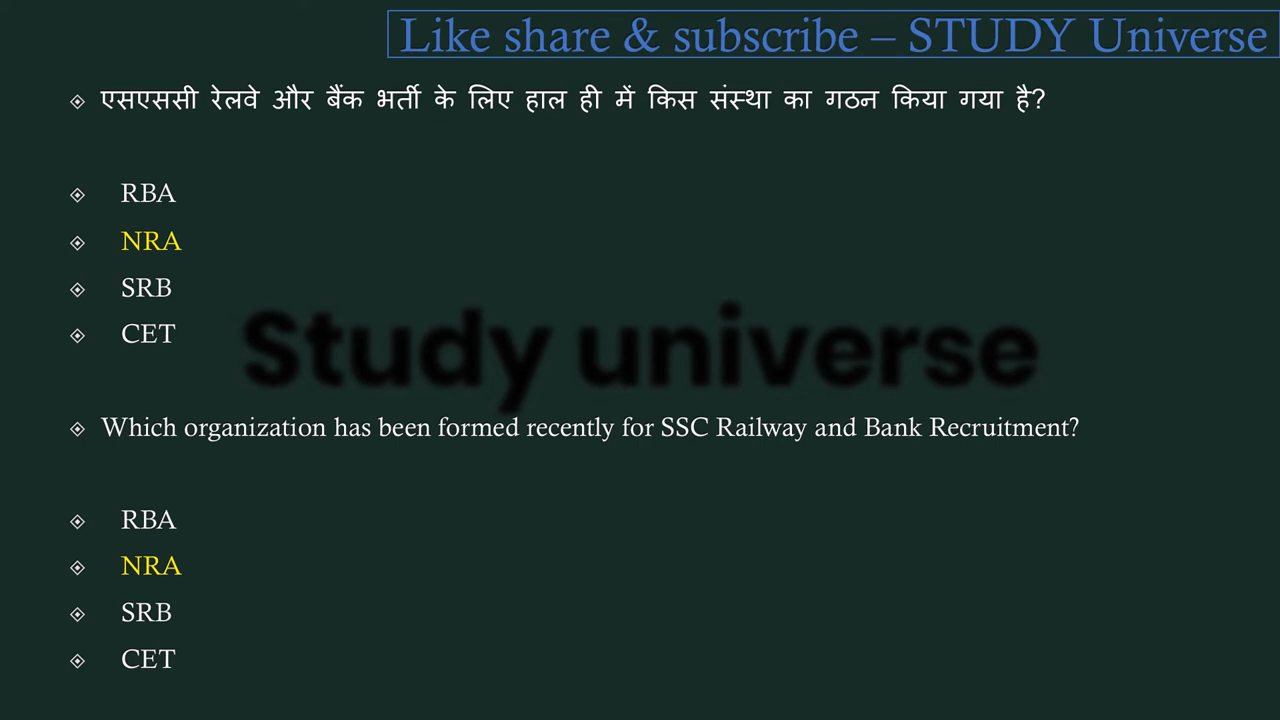 Like share & subscribe – STUDY Universe
एसएससी रेलवे और बैंक भर्ती के लिए हाल ही में किस संस्था का गठन किया गया है?
RBA
NRA
SRB
CET
Study universe
Which organization has been formed recently for SSC Railway and Bank Recruitment?
RBA
NRA
SRB
CET